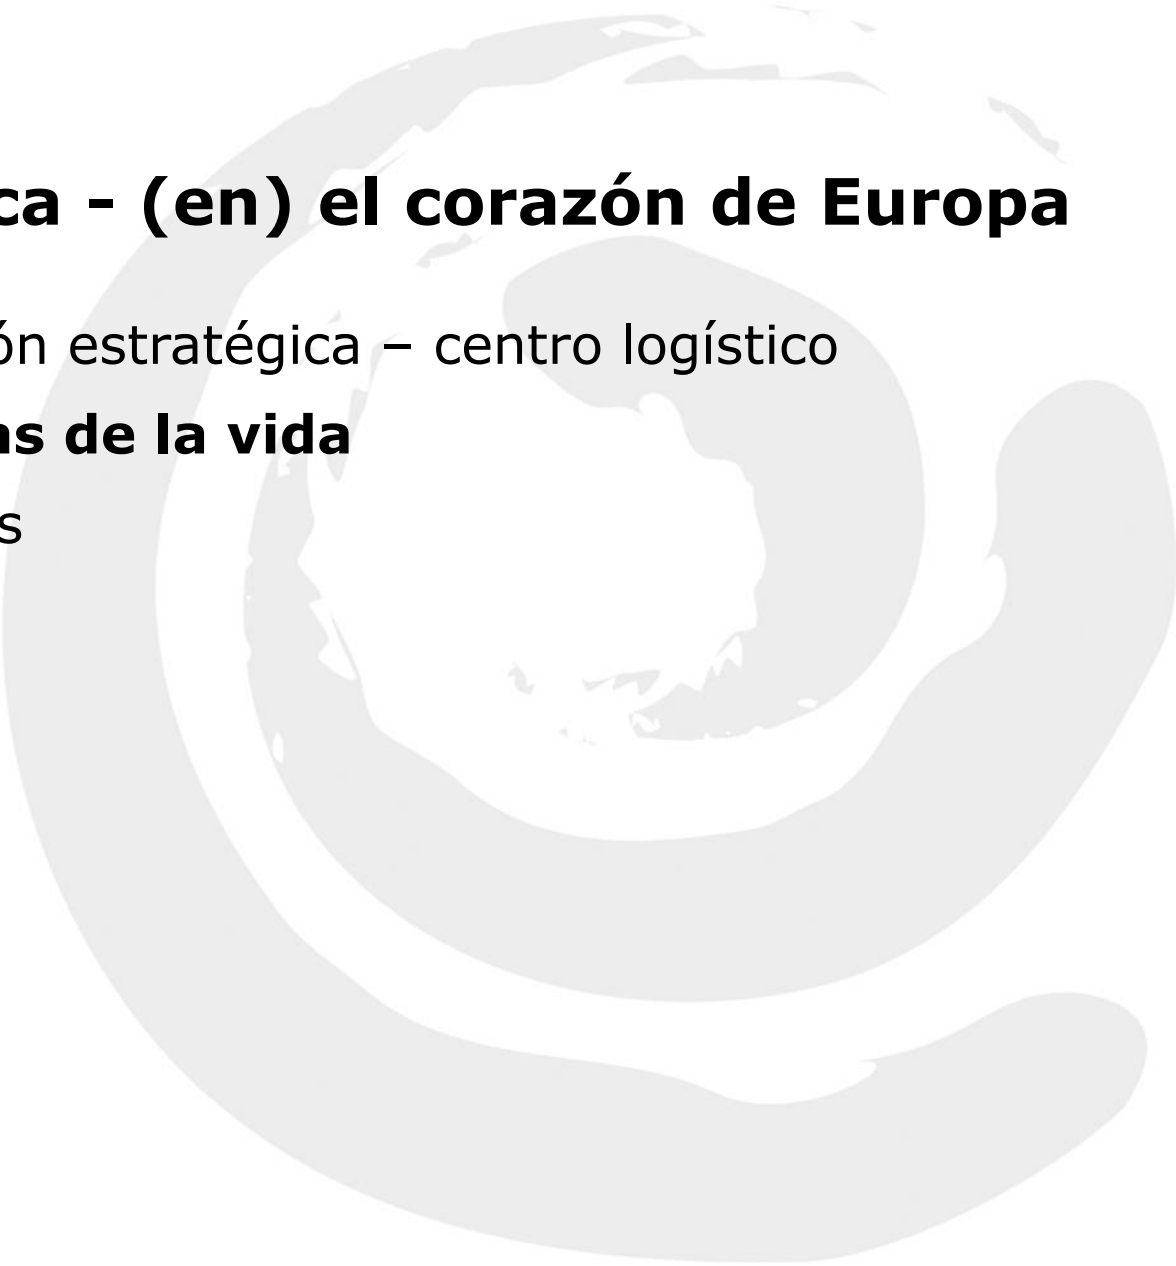 ca - (en) el corazón de Europa
ón estratégica – centro logístico
as de la vida
s